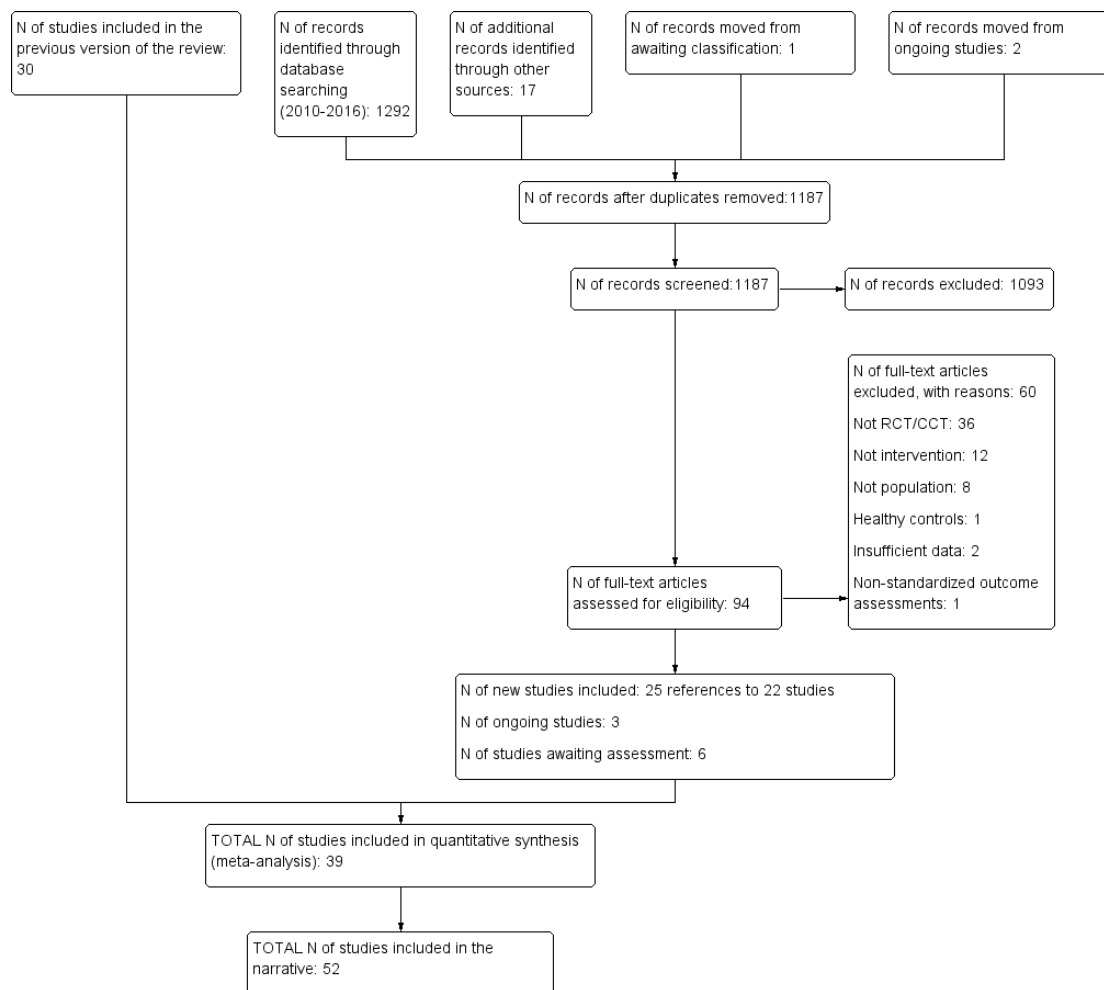 N of studies included in the
previous version of the review:
30
N of records
identified through
database
searching
(2010-2016): 1292
N of additional
records identified
through other
sources: 17
N of records moved from
awaiting classification: 1
N of records moved from
ongoing studies: 2
N of records after duplicates removed:1187
N of records screened:1187
N of records excluded: 1093
N of full-text articles
excluded, with reasons: 60
Not RCT/CCT: 36
Not intervention: 12
Not population: 8
Healthy controls: 1
Insufficient data: 2
Non-standardized outcome
assessments: 1
N of full-text articles
assessed for eligibility: 94
N of new studies included: 25 references to 22 studies
N of ongoing studies: 3
N of studies awaiting assessment: 6
TOTAL N of studies included in quantitative synthesis
(meta-analysis): 39
TOTAL N of studies included in the
narrative: 52